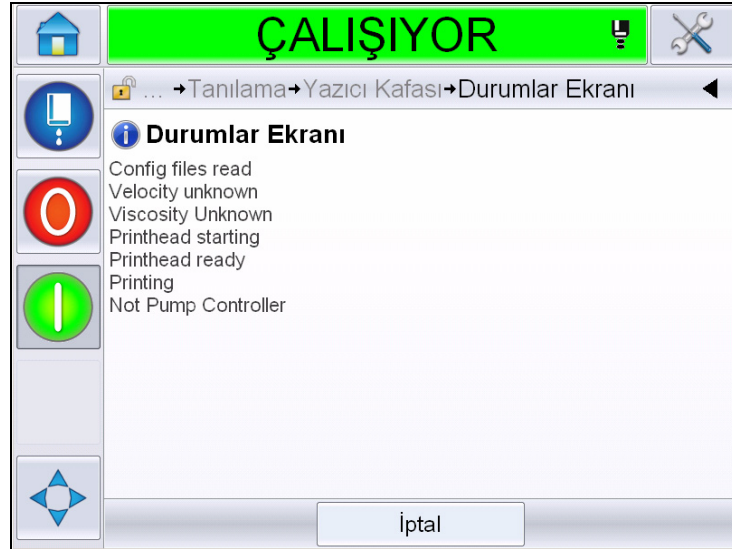 ÇALIŞIYOR
... →Tanılama→Yazıcı Kafası→Durumlar Ekranı
Durumlar Ekranı
Config files read
Velocity unknown
Viscosity Unknown
Printhead starting
Printhead ready
Printing
Not Pump Controller
İptal